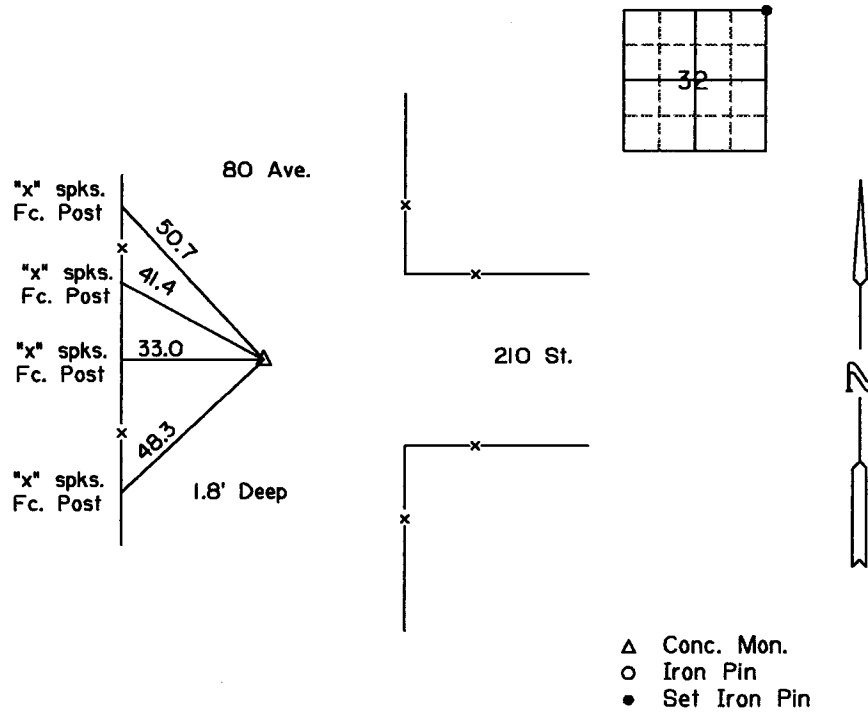 32
80 Ave.
"x" spks.
Fc. Post
50.7
"x" spks.
Fc. Post
41.4
"x" spks.
Fc. Post
33.0
210 St.
N
48.3
"x" spks.
Fc. Post
1.8' Deep
Conc. Mon.
Iron Pin
Set Iron Pin